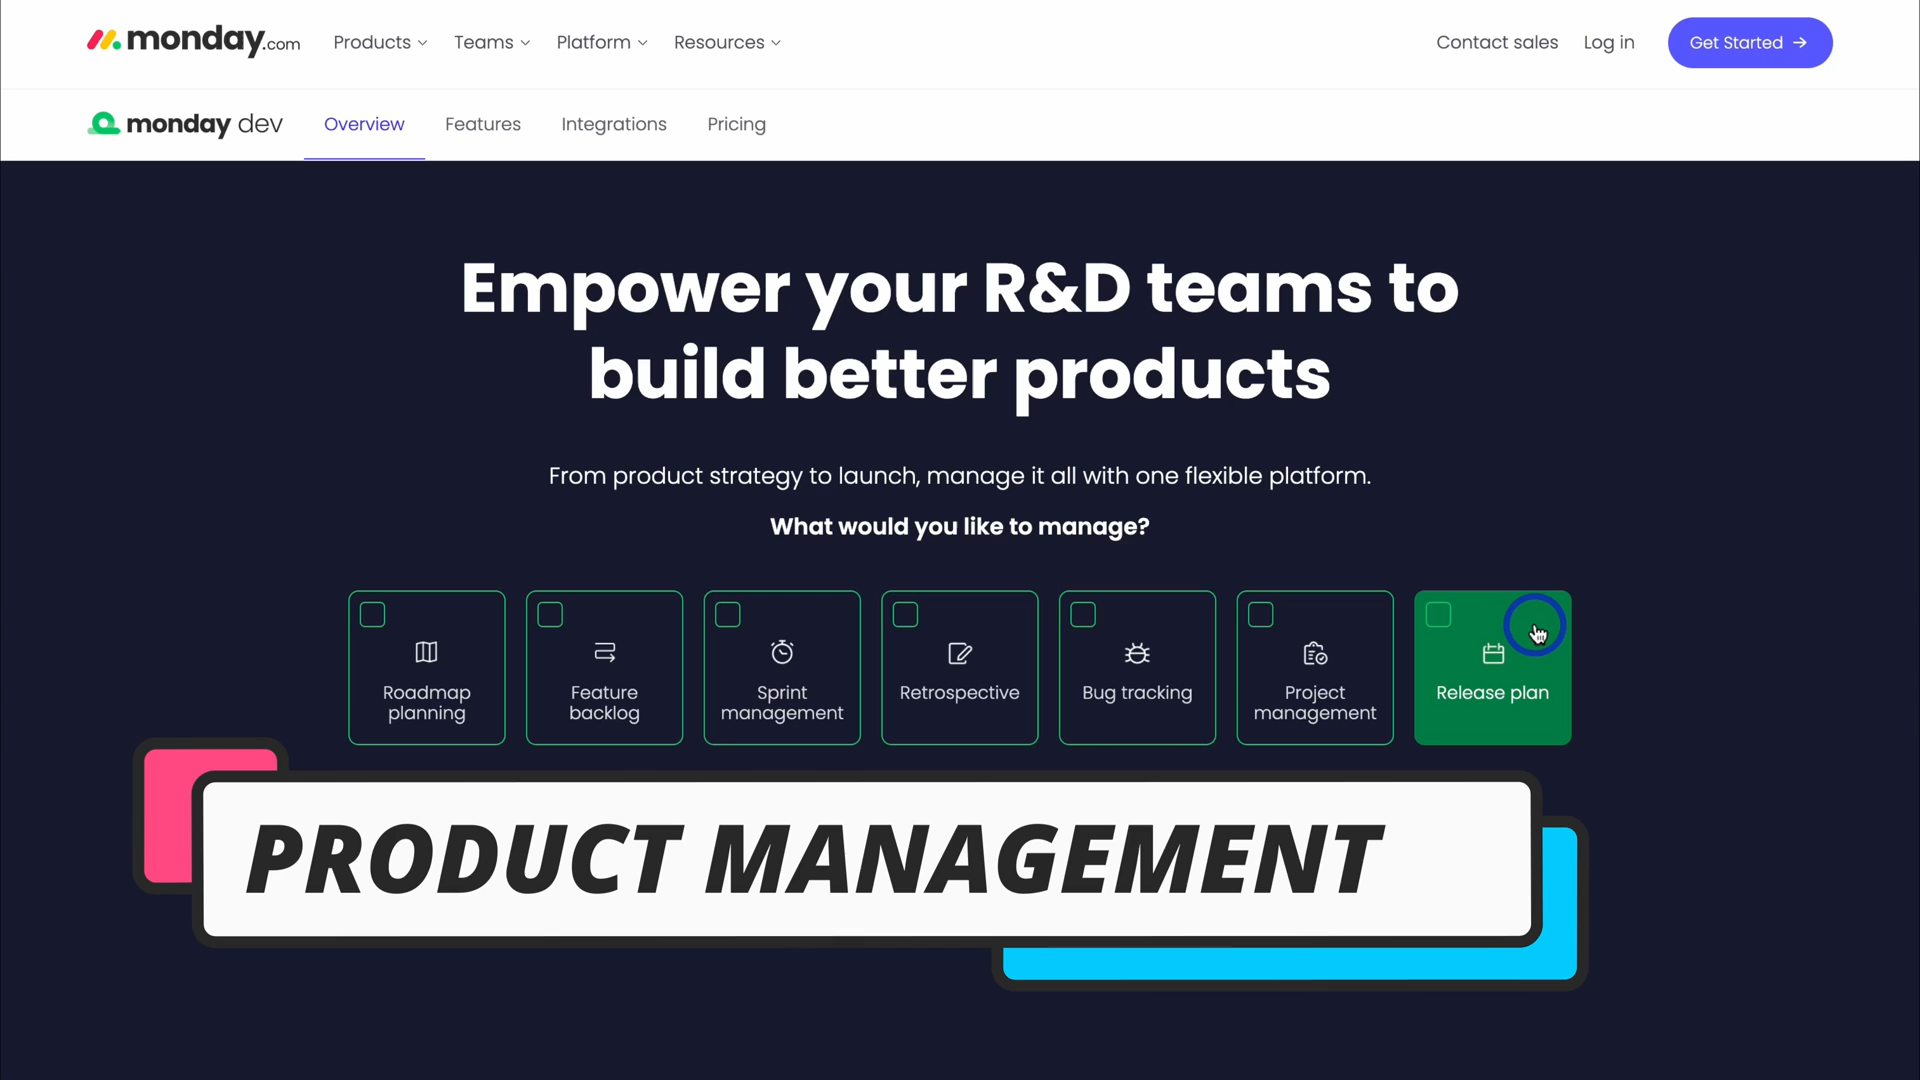 monday.com
Products
Teams
Platform
Resources
Contact sales
Log in
Get Started
monday dev
Overview
Features
Integrations
Pricing
Empower your R&D teams to
build better products
From product strategy to launch, manage it all with one flexible platform.
What would you like to manage?
Roadmap
planning
Feature
backlog
Sprint
management
Retrospective
Bug tracking
Project
management
Release plan
PRODUCT MANAGEMENT